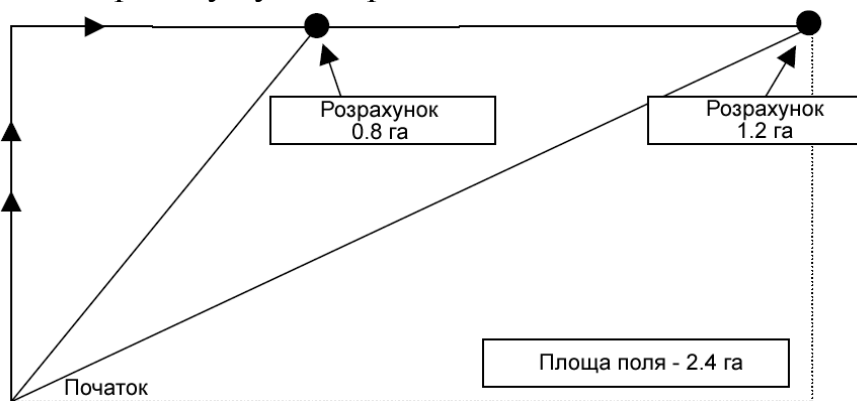 Розрахунок
0.8 га
Розрахунок
1.2 га
Площа поля - 2.4 га
Початок